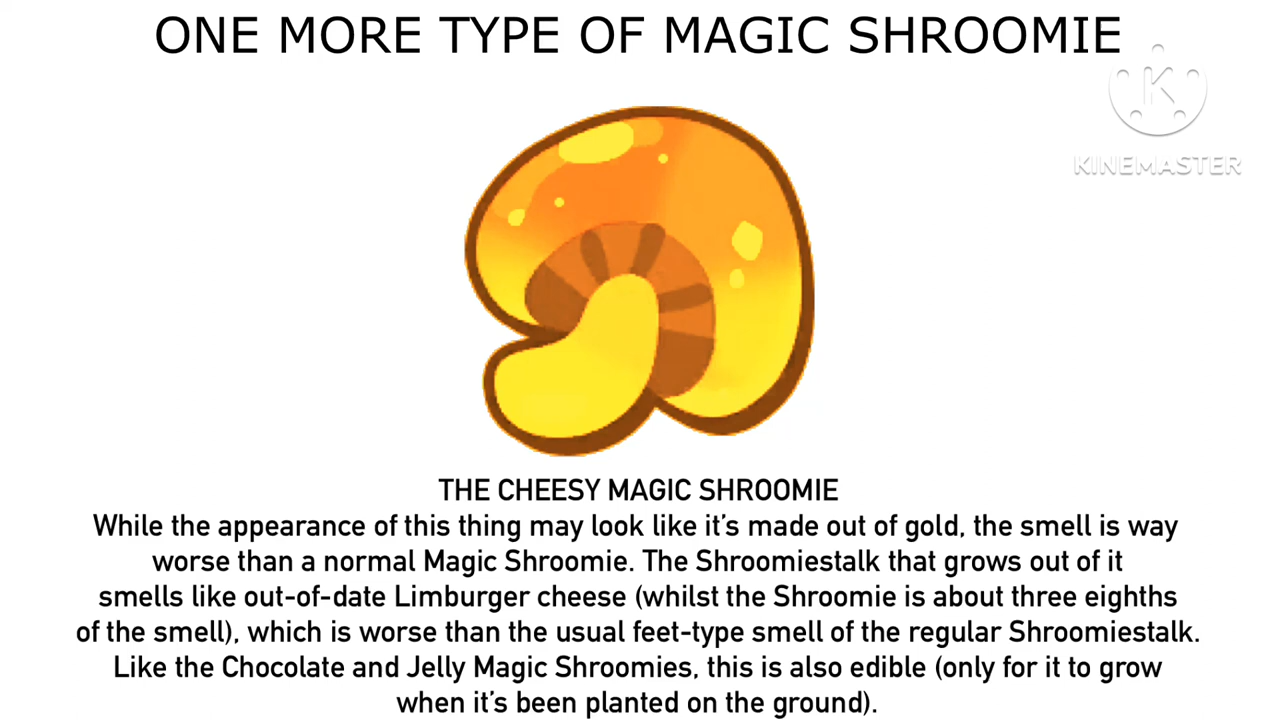 ONE MORE TYPE OF MAGIC SHROOMIE
K
KINEMASTER
THE CHEESY MAGIC SHROOMIE
While the appearance of this thing may look like it's made out of gold, the smell is way
worse than a normal Magic Shroomie. The Shroomiestalk that grows out of it
smells like out-of-date Limburger cheese (whilst the Shroomie is about three eighths
of the smell), which is worse than the usual feet-type smell of the regular Shroomiestalk.
Like the Chocolate and Jelly Magic Shroomies, this is also edible (only for it to grow
when it's been planted on the ground).